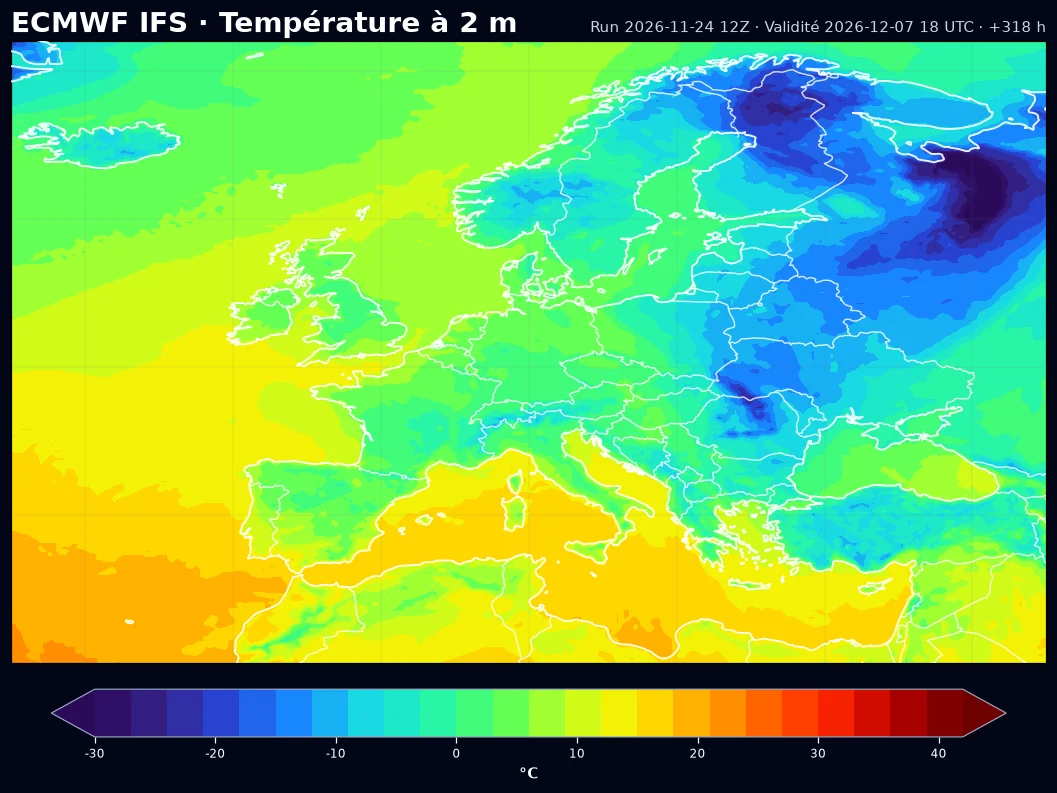 ECMWF IFS · Température à 2 m
Run 2026-11-24 12Z · Validité 2026-12-07 18 UTC · +318 h
-30 -20 -10 0 10 20 30 40
°C